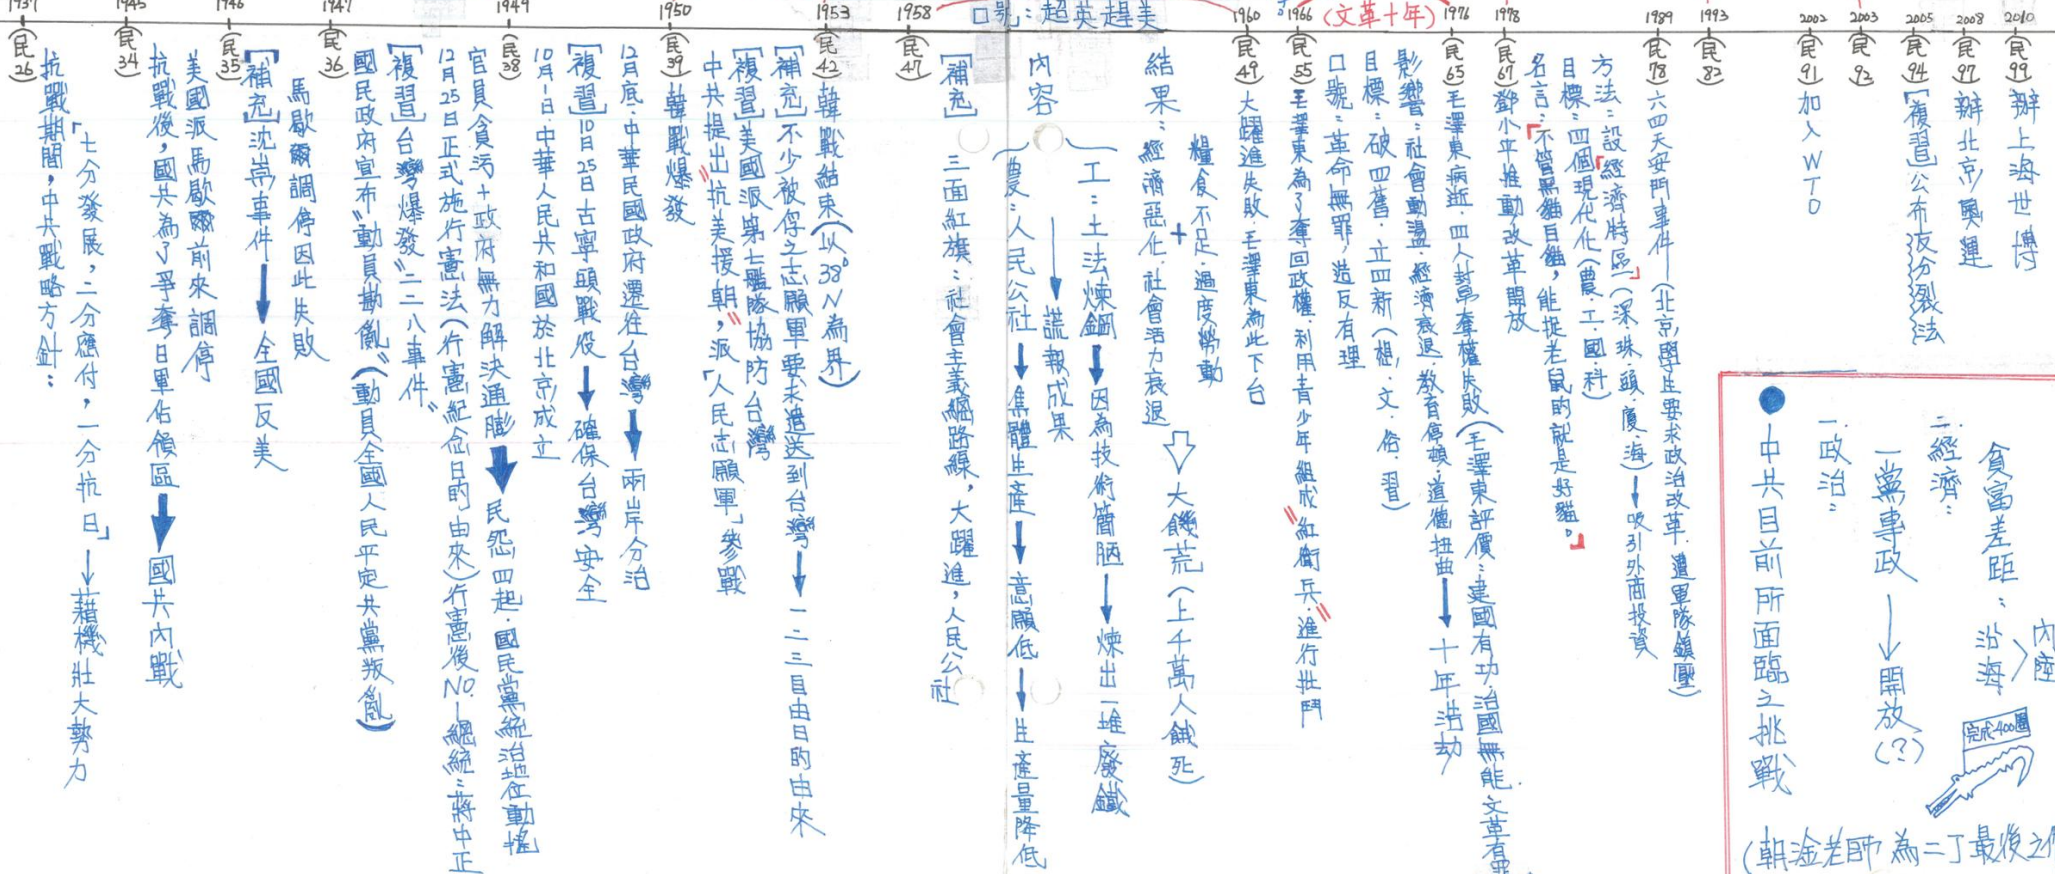 1937
1945
1946
1947
1949
1950
1953
1958
口號：超英趕美
1960
1966
(文革十年)
1976
1978
1989
1993
2002
2003
2005
2008
2010
(民26)
抗戰期間，中共戰略方針：
「七分發展，二分應付，一分抗日」→藉機壯大勢力
(民34)
抗戰後，國共為了爭奪日軍佔領區→國共內戰
美國派馬歇爾前來調停
(民35)
[補充]沈崇事件→全國反美
馬歇爾調停因此失敗
(民36)
國民政府宣布"動員勘亂"(動員全國人民平定共黨叛亂)
[複習]台灣爆發"二二八事件"
12月25日正式施行憲法(行憲紀念日的由來)行憲後NO.1總統：蔣中正
官員貪污+政府無力解決通膨→民怨四起.國民黨統治地位動搖
(民38)
10月1日.中華人民共和國於北京成立
[複習]10月25日古寧頭戰役→確保台灣安全
12月底.中華民國政府遷往台灣→兩岸分治
(民39)
韓戰爆發
中共提出"抗美援朝"，派「人民志願軍」參戰
[複習]美國派第七艦隊協防台灣
[補充]不少被俘之志願軍要求遣送到台灣→一二三自由日的由來
(民42)
韓戰結束(以38°N為界)
(民47)
[補充]三面紅旗：社會主義總路線，大躍進，人民公社
內容
農：人民公社→集體生產→意願低→生產量降低
→謊報成果
工：土法煉鋼→因為技術簡陋→煉出一堆廢鐵
結果：經濟惡化.社會活力衰退
+
糧食不足.過度勞動
⇨大饑荒(上千萬人餓死)
(民49)
大躍進失敗.毛澤東為此下台
(民55)
毛澤東為了奪回政權.利用青少年組成"紅衛兵"進行批鬥
口號：革命無罪，造反有理
目標：破四舊.立四新(想.文.俗.習)
影響：社會動盪.經濟衰退.教育停頓.道德扭曲→十年浩劫
(民65)
毛澤東病逝.四人幫奪權失敗(毛澤東評價：建國有功.治國無能.文革有罪
(民67)
鄧小平推動改革開放
名言：「不管黑貓白貓，能捉老鼠的就是好貓。」
目標：四個現代化(農.工.國.科)
方法：設「經濟特區」(深.珠.頭.廈.海)→吸引外商投資
(民78)
六四天安門事件—(北京學生要求政治改革.遭軍隊鎮壓)
(民82)
(民91)
加入WTO
(民92)
(民94)
[複習]公布反分裂法
(民97)
辦北京奧運
(民99)
辦上海世博
●中共目前所面臨之挑戰
一.政治：
一黨專政→開放(?)
二.經濟：
貧富差距：沿海>內陸
完成400圖
(朝淦老師為二丁最後之作